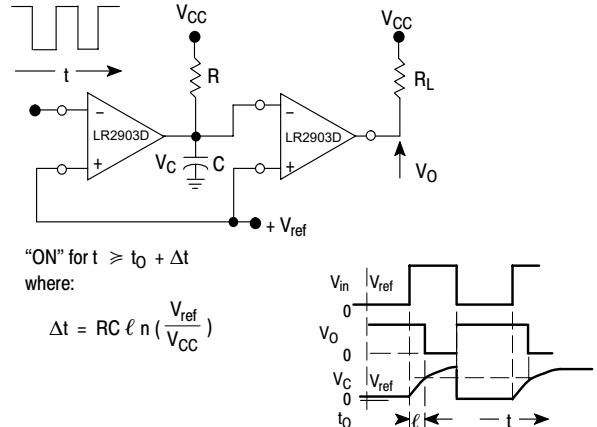 V_CC
V_CC
t
R
R_L
−
LR2903D
+
V_C
C
−
LR2903D
+
V_O
+ V_ref
“ON” for t ⩾ t_O + Δt
where:
Δt = RC ℓ n ( V_ref / V_CC )
V_in
V_ref
0
V_O
0
V_C
V_ref
0
t_O
ℓ
t